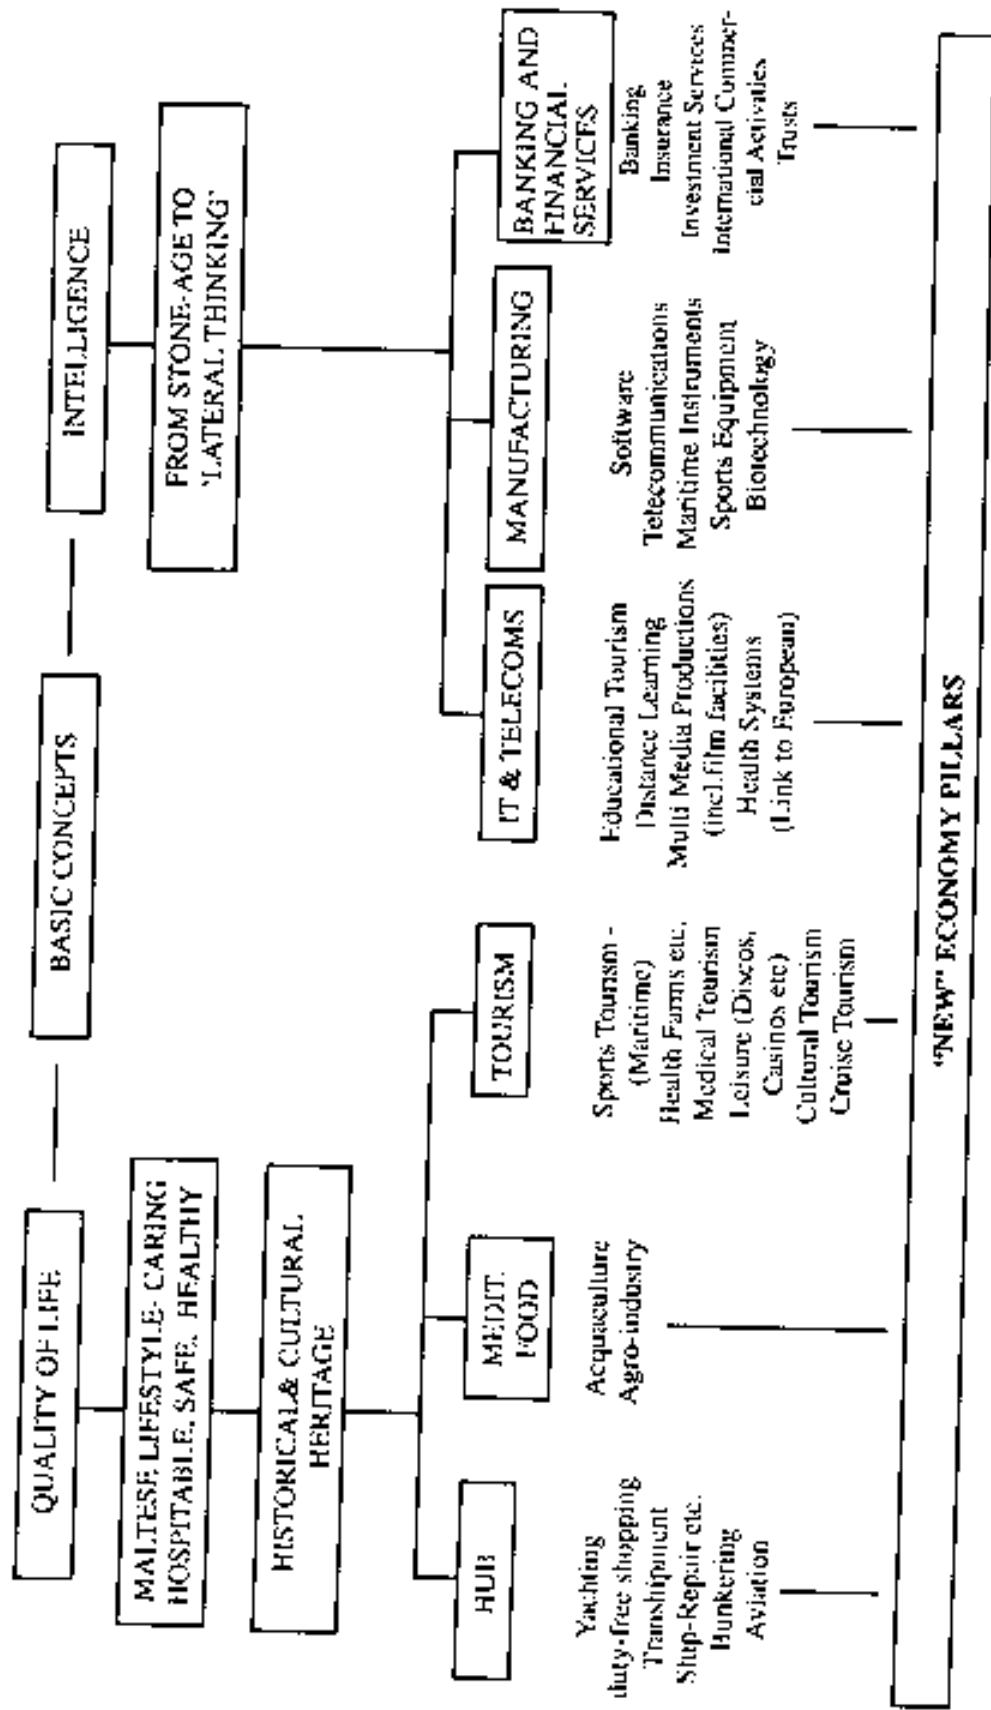 QUALITY OF LIFE
BASIC CONCEPTS
INTELLIGENCE
MALTESE LIFESTYLE- CARING
HOSPITABLE, SAFE, HEALTHY
FROM STONE-AGE TO
'LATERAL THINKING'
HISTORICAL & CULTURAL
HERITAGE
HUB
MEDIT.
FOOD
TOURISM
IT & TELECOMS
MANUFACTURING
BANKING AND
FINANCIAL
SERVICES
Yachting
duty-free shopping
Transhipment
Ship-Repair etc.
Bunkering
Aviation
Acquaculture
Agro-industry
Sports Tourism -
(Maritime)
Health Farms etc.
Medical Tourism
Leisure (Discos,
Casinos etc)
Cultural Tourism
Cruise Tourism
Educational Tourism
Distance Learning
Multi Media Productions
(incl.film facilities)
Health Systems
(Link to European)
Software
Telecommunications
Maritime Instruments
Sports Equipment
Biotechnology
Banking
Insurance
Investment Services
International Commer-
cial Activities
Trusts
"NEW" ECONOMY PILLARS